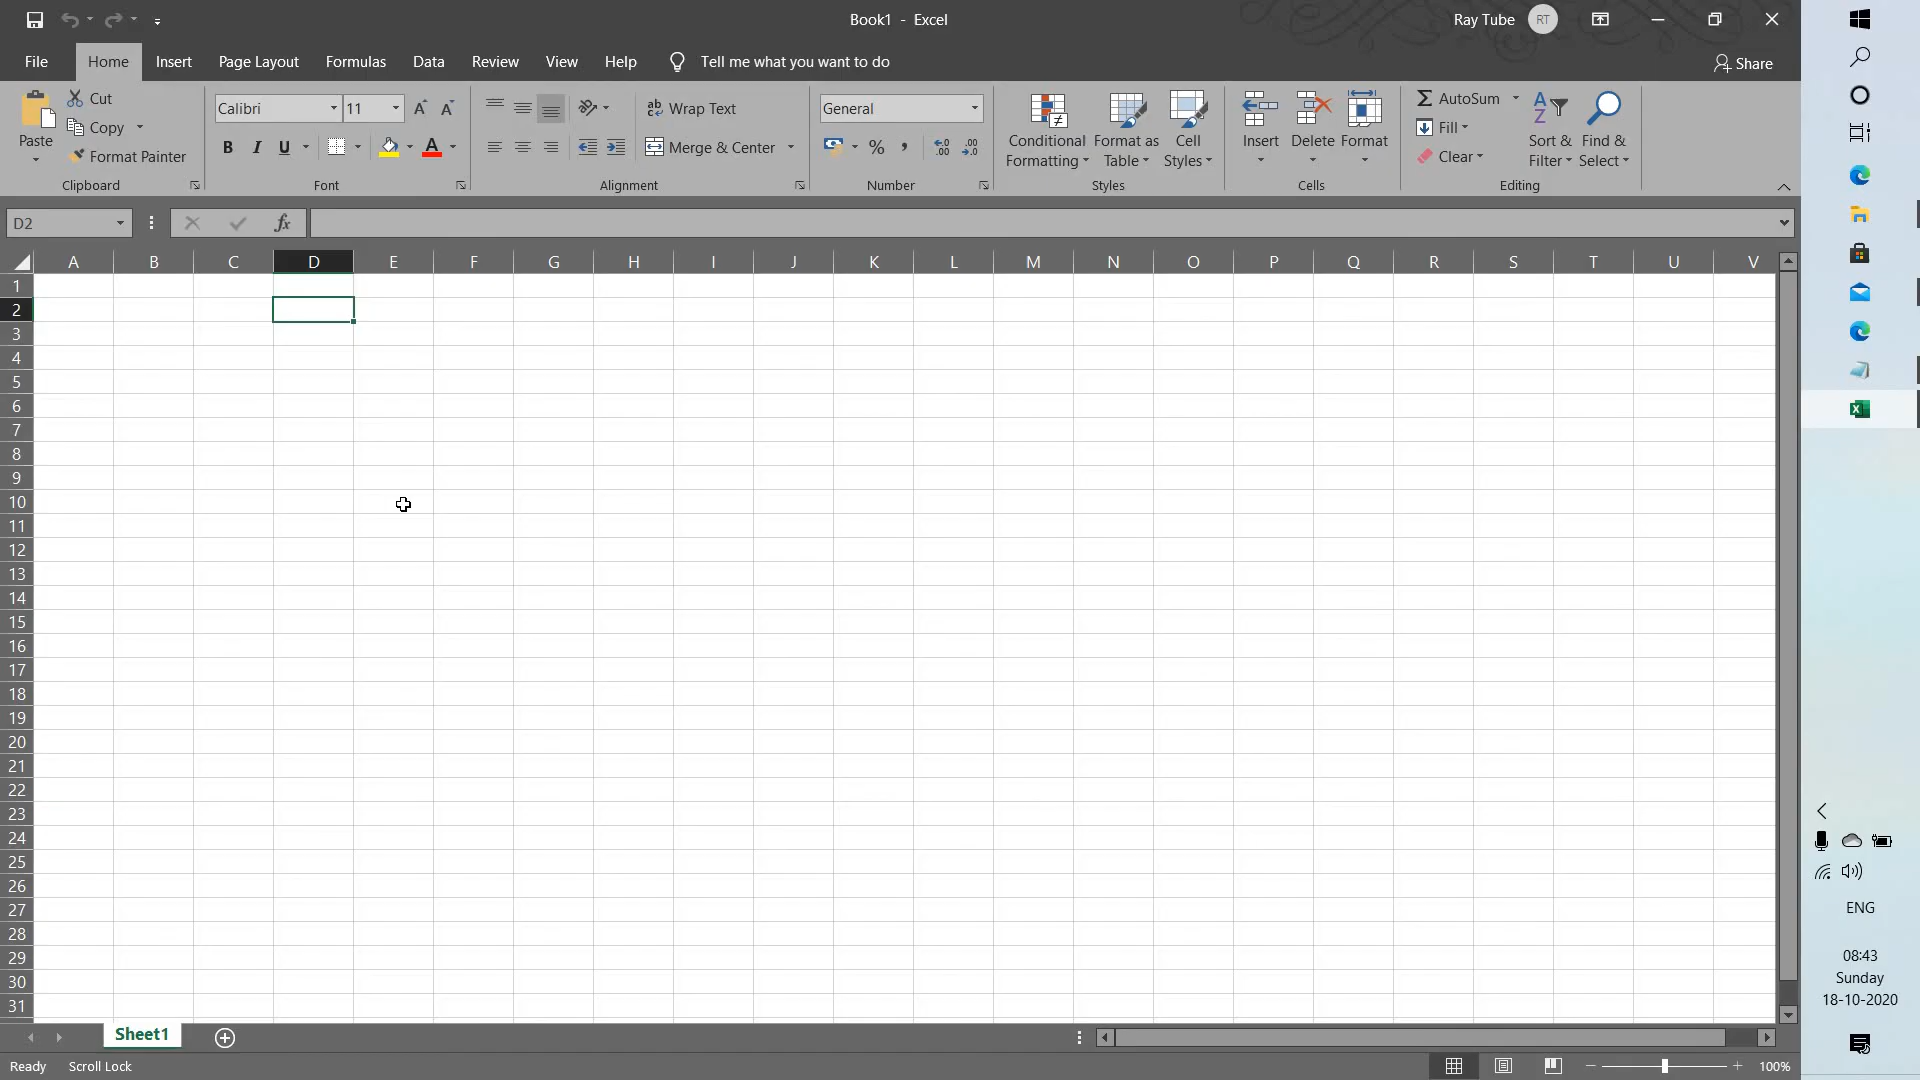 Book1 - Excel
Ray Tube RT
File Home Insert Page Layout Formulas Data Review View Help Tell me what you want to do Share
Paste
Cut
Copy
Format Painter
Clipboard
Calibri 11
B I U
Font
Wrap Text
Merge & Center
Alignment
General
%
Number
Conditional Formatting
Format as Table
Cell Styles
Styles
Insert Delete Format
Cells
AutoSum
Fill
Clear
Sort & Filter
Find & Select
Editing
D2 fx
A B C D E F G H I J K L M N O P Q R S T U V
1
2
3
4
5
6
7
8
9
10
11
12
13
14
15
16
17
18
19
20
21
22
23
24
25
26
27
28
29
30
31
Sheet1
Ready Scroll Lock 100%
ENG
08:43
Sunday
18-10-2020